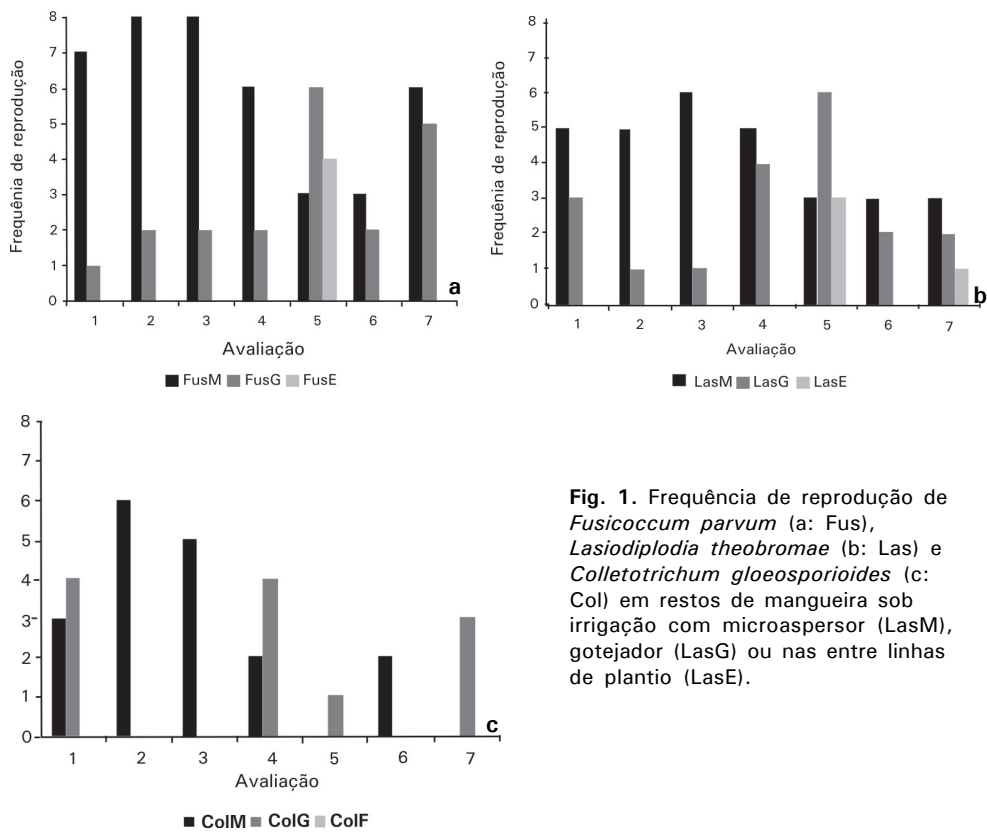 8
7
6
5
4
3
2
1
0
Frequênia de reprodução
1 2 3 4 5 6 7
a
Avaliação
FusM FusG FusE
8
7
6
5
4
3
2
1
0
Frequênia de reprodução
1 2 3 4 5 6 7
b
Avaliação
LasM LasG LasE
8
7
6
5
4
3
2
1
0
1 2 3 4 5 6 7
c
Avaliação
ColM ColG ColF
Fig. 1. Frequência de reprodução de
Fusicoccum parvum (a: Fus),
Lasiodiplodia theobromae (b: Las) e
Colletotrichum gloeosporioides (c:
Col) em restos de mangueira sob
irrigação com microaspersor (LasM),
gotejador (LasG) ou nas entre linhas
de plantio (LasE).